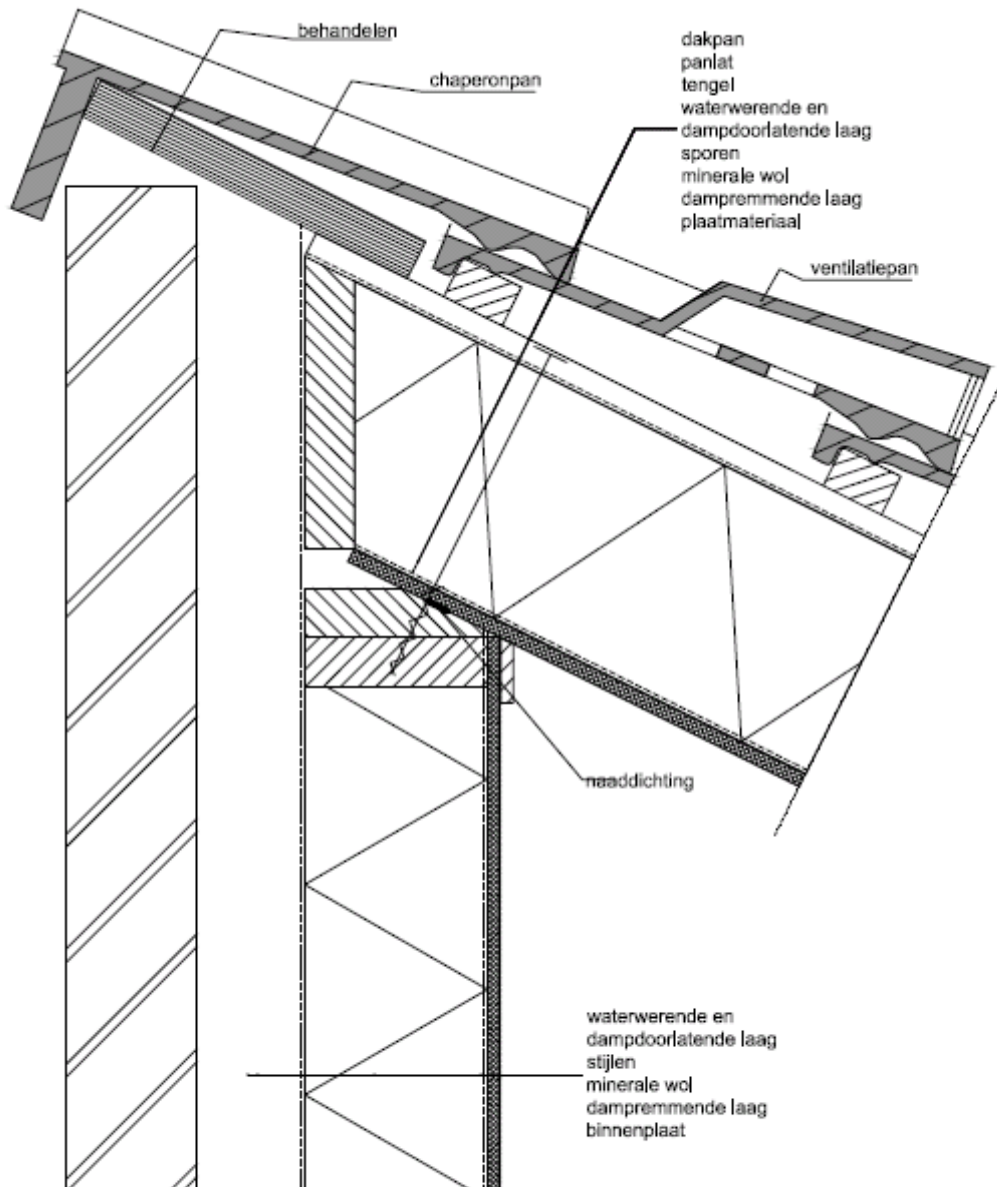 behandelen
chaperonpan
dakpan
panlat
tengel
waterwerende en
dampdoorlatende laag
sporen
minerale wol
dampremmende laag
plaatmateriaal
ventilatiepan
naaddichting
waterwerende en
dampdoorlatende laag
stijlen
minerale wol
dampremmende laag
binnenplaat